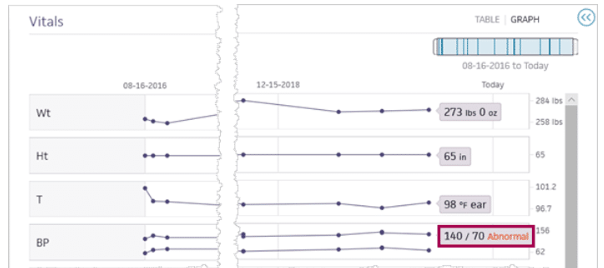 Vitals
TABLE | GRAPH
08-16-2016 to Today
08-16-2016 12-15-2018 Today
Wt 273 lbs 0 oz 284 lbs
258 lbs
Ht 65 in 65
T 98 °F ear 101.2
96.7
BP 140 / 70 Abnormal 156
62